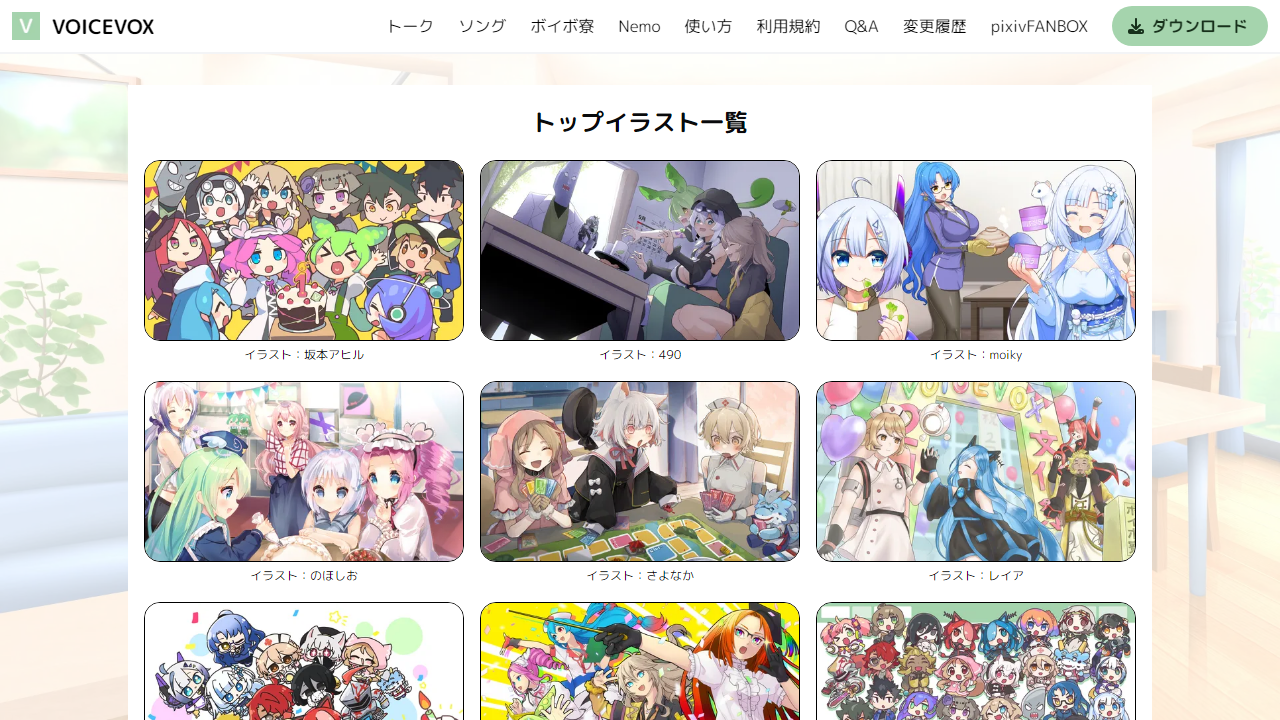 V VOICEVOX
トーク ソング ボイボ寮 Nemo 使い方 利用規約 Q&A 変更履歴 pixivFANBOX ダウンロード
トップイラスト一覧
イラスト：坂本アヒル
イラスト：490
イラスト：moiky
イラスト：のほしお
イラスト：さよなか
VOICEVOX
イラスト：レイア